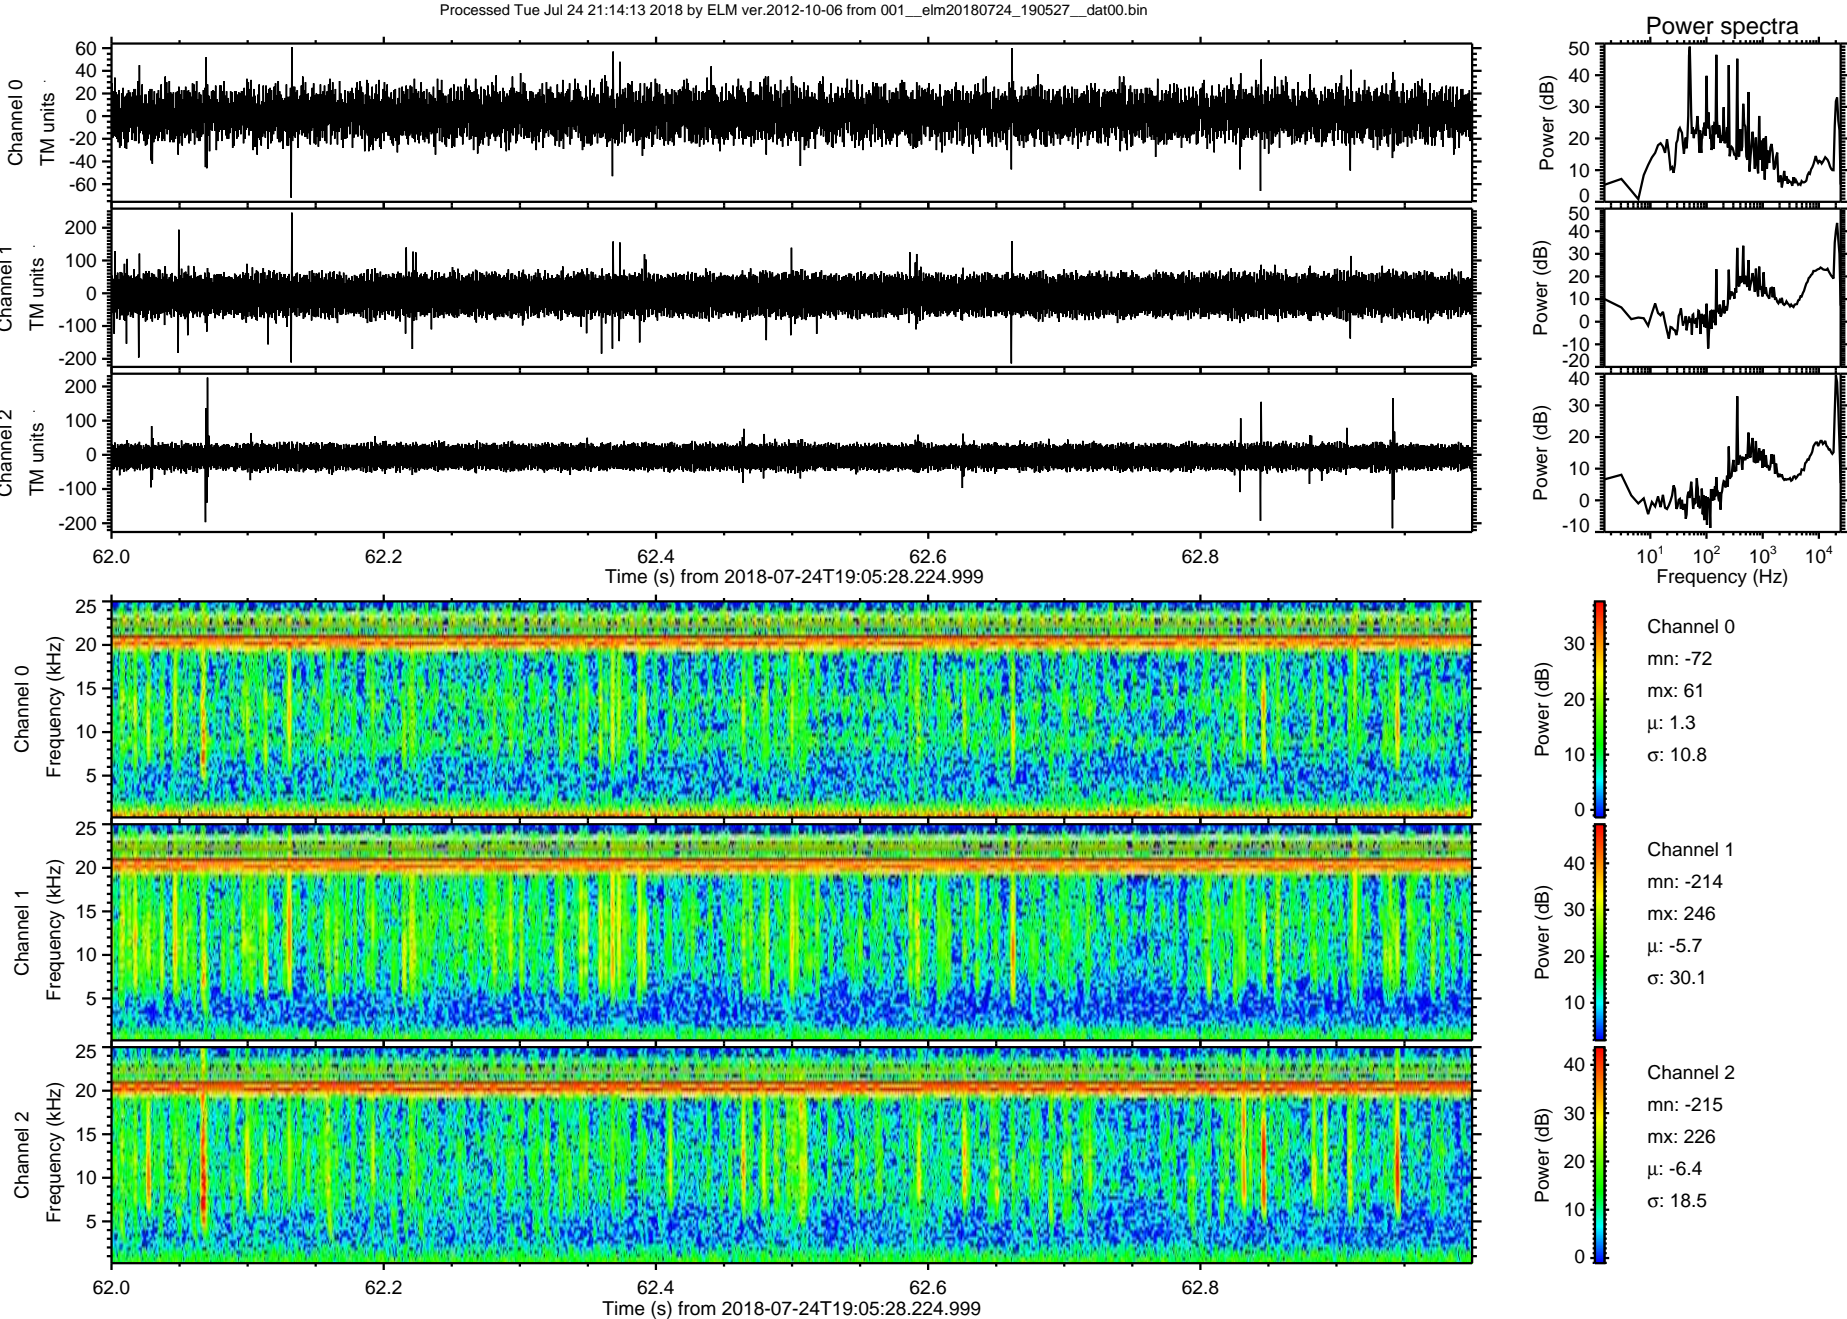 Processed Tue Jul 24 21:14:13 2018 by ELM ver.2012-10-06 from 001__elm20180724_190527__dat00.bin
Power spectra
Channel 0
TM units
60
40
20
0
-20
-40
-60
Power (dB)
50
40
30
20
10
0
Channel 1
TM units
200
100
0
-100
-200
Power (dB)
50
40
30
20
10
0
-10
-20
Channel 2
TM units
200
100
0
-100
-200
Power (dB)
40
30
20
10
0
-10
62.0 62.2 62.4 62.6 62.8
Time (s) from 2018-07-24T19:05:28.224.999
10¹ 10² 10³ 10⁴
Frequency (Hz)
Channel 0
Frequency (kHz)
25
20
15
10
5
Power (dB)
30
20
10
0
Channel 0
mn: -72
mx: 61
μ: 1.3
σ: 10.8
Channel 1
Frequency (kHz)
25
20
15
10
5
Power (dB)
40
30
20
10
Channel 1
mn: -214
mx: 246
μ: -5.7
σ: 30.1
Channel 2
Frequency (kHz)
25
20
15
10
5
Power (dB)
40
30
20
10
0
Channel 2
mn: -215
mx: 226
μ: -6.4
σ: 18.5
62.0 62.2 62.4 62.6 62.8
Time (s) from 2018-07-24T19:05:28.224.999